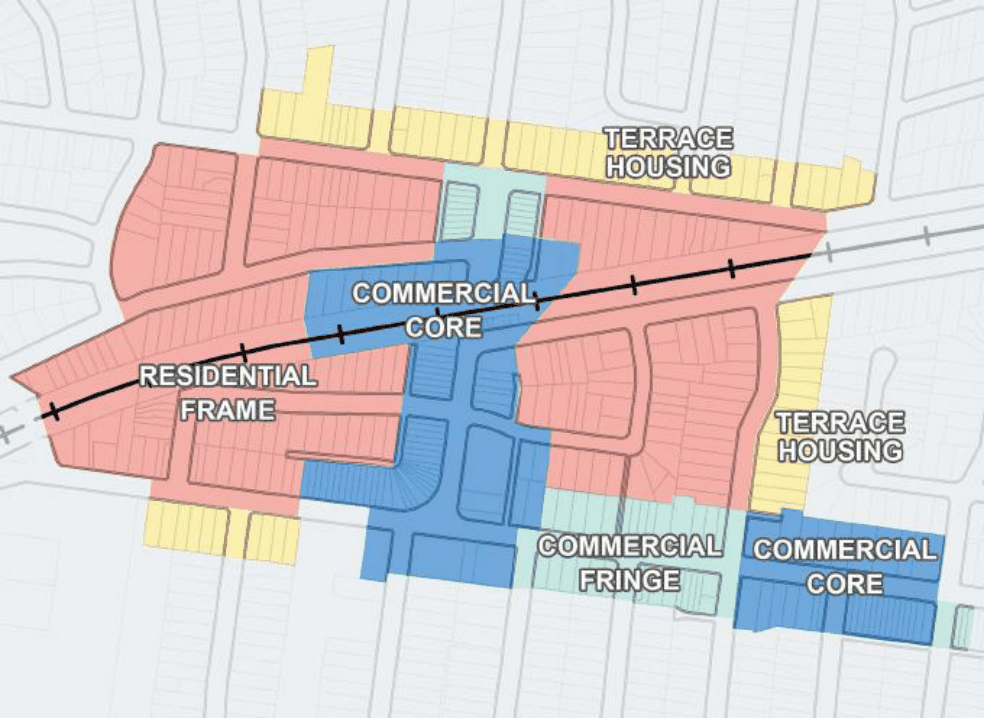 TERRACE
HOUSING
COMMERCIAL
CORE
RESIDENTIAL
FRAME
TERRACE
HOUSING
COMMERCIAL
FRINGE
COMMERCIAL
CORE